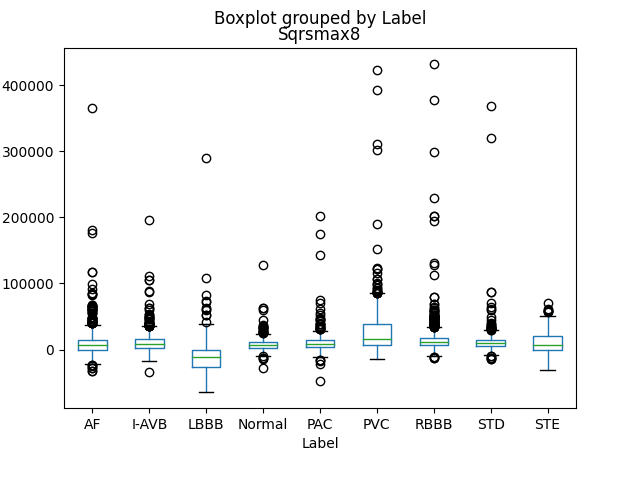 Boxplot grouped by Label
Sqrsmax8
400000
300000
200000
100000
0
AF I-AVB LBBB Normal PAC PVC RBBB STD STE
Label